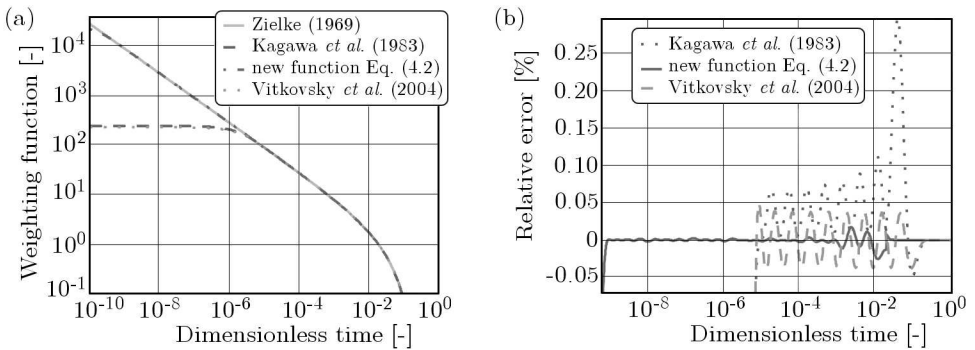 (a)
Weighting function [-]
10^4
10^3
10^2
10^1
10^0
10^-1
10^-10
10^-8
10^-6
10^-4
10^-2
10^0
Dimensionless time [-]
Zielke (1969)
Kagawa et al. (1983)
new function Eq. (4.2)
Vitkovsky et al. (2004)
(b)
Relative error [%]
0.25
0.20
0.15
0.10
0.05
0
-0.05
10^-8
10^-6
10^-4
10^-2
10^0
Dimensionless time [-]
Kagawa et al. (1983)
new function Eq. (4.2)
Vitkovsky et al. (2004)